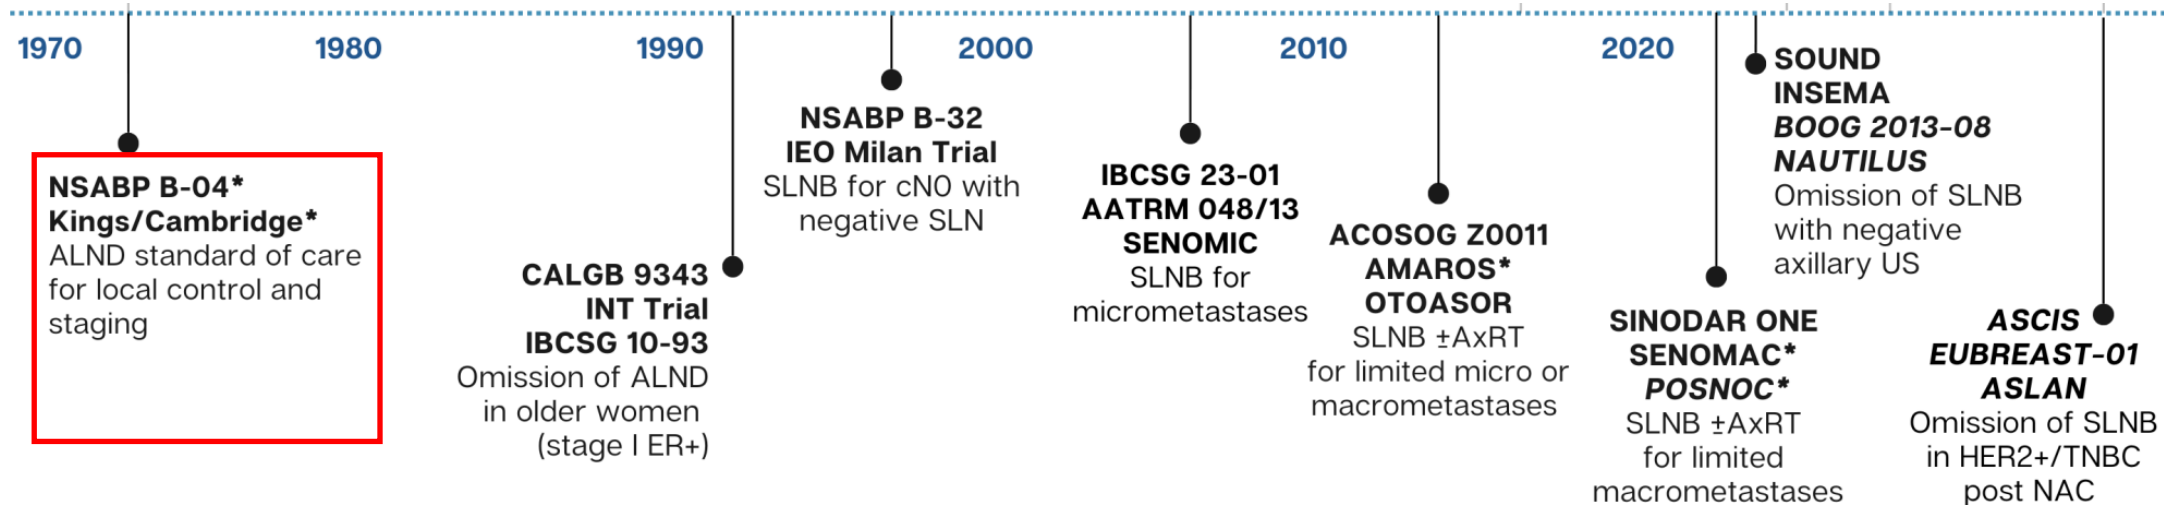 1970
1980
1990
2000
2010
2020
NSABP B-04*
Kings/Cambridge*
ALND standard of care
for local control and
staging
CALGB 9343
INT Trial
IBCSG 10-93
Omission of ALND
in older women
(stage I ER+)
NSABP B-32
IEO Milan Trial
SLNB for cN0 with
negative SLN
IBCSG 23-01
AATRM 048/13
SENOMIC
SLNB for
micrometastases
ACOSOG Z0011
AMAROS*
OTOASOR
SLNB ±AxRT
for limited micro or
macrometastases
SINODAR ONE
SENOMAC*
POSNOC*
SLNB ±AxRT
for limited
macrometastases
SOUND
INSEMA
BOOG 2013-08
NAUTILUS
Omission of SLNB
with negative
axillary US
ASCIS
EUBREAST-01
ASLAN
Omission of SLNB
in HER2+/TNBC
post NAC